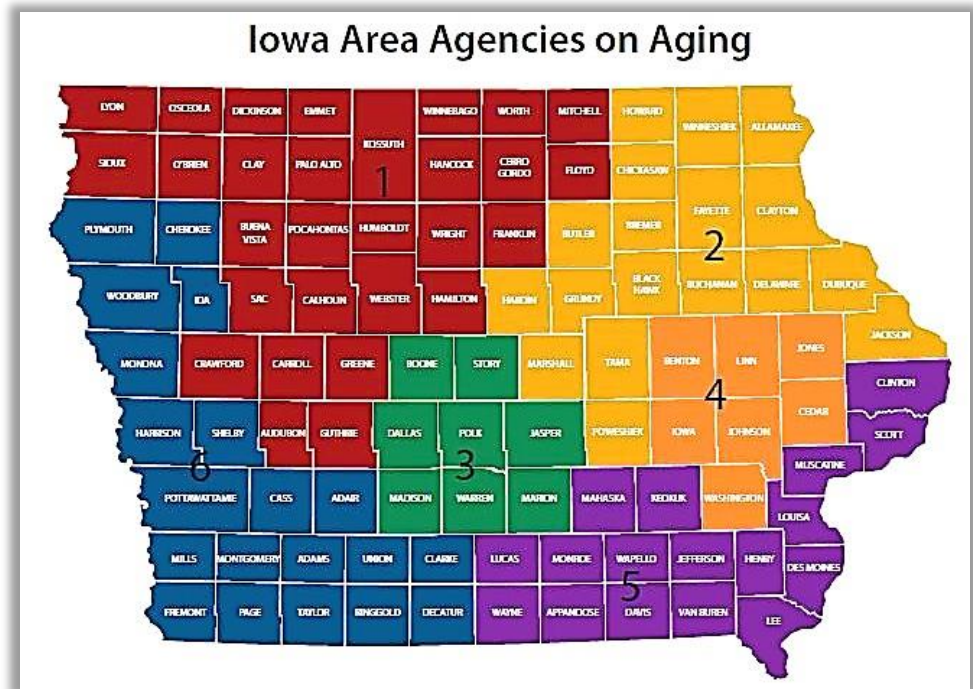 Iowa Area Agencies on Aging
LYON OSCEOLA DICKINSON EMMET WINNEBAGO WORTH MITCHELL HOWARD WINNESHIEK ALLAMAKEE
KOSSUTH
SIOUX O'BRIEN CLAY PALO ALTO HANCOCK CERRO GORDO FLOYD CHICKASAW
1
PLYMOUTH CHEROKEE BUENA VISTA POCAHONTAS HUMBOLDT WRIGHT FRANKLIN BUTLER BREMER FAYETTE CLAYTON
2
WOODBURY IDA SAC CALHOUN WEBSTER HAMILTON HARDIN GRUNDY BLACK HAWK BUCHANAN DELAWARE DUBUQUE
MONONA CRAWFORD CARROLL GREENE BOONE STORY MARSHALL TAMA BENTON LINN JONES JACKSON
4
CLINTON
HARRISON SHELBY AUDUBON GUTHRIE DALLAS POLK JASPER POWESHIEK IOWA JOHNSON CEDAR SCOTT
6 3
MUSCATINE
POTTAWATTAMIE CASS ADAIR MADISON WARREN MARION MAHASKA KEOKUK WASHINGTON LOUISA
MILLS MONTGOMERY ADAMS UNION CLARKE LUCAS MONROE WAPELLO JEFFERSON HENRY DES MOINES
5
FREMONT PAGE TAYLOR RINGGOLD DECATUR WAYNE APPANOOSE DAVIS VAN BUREN LEE